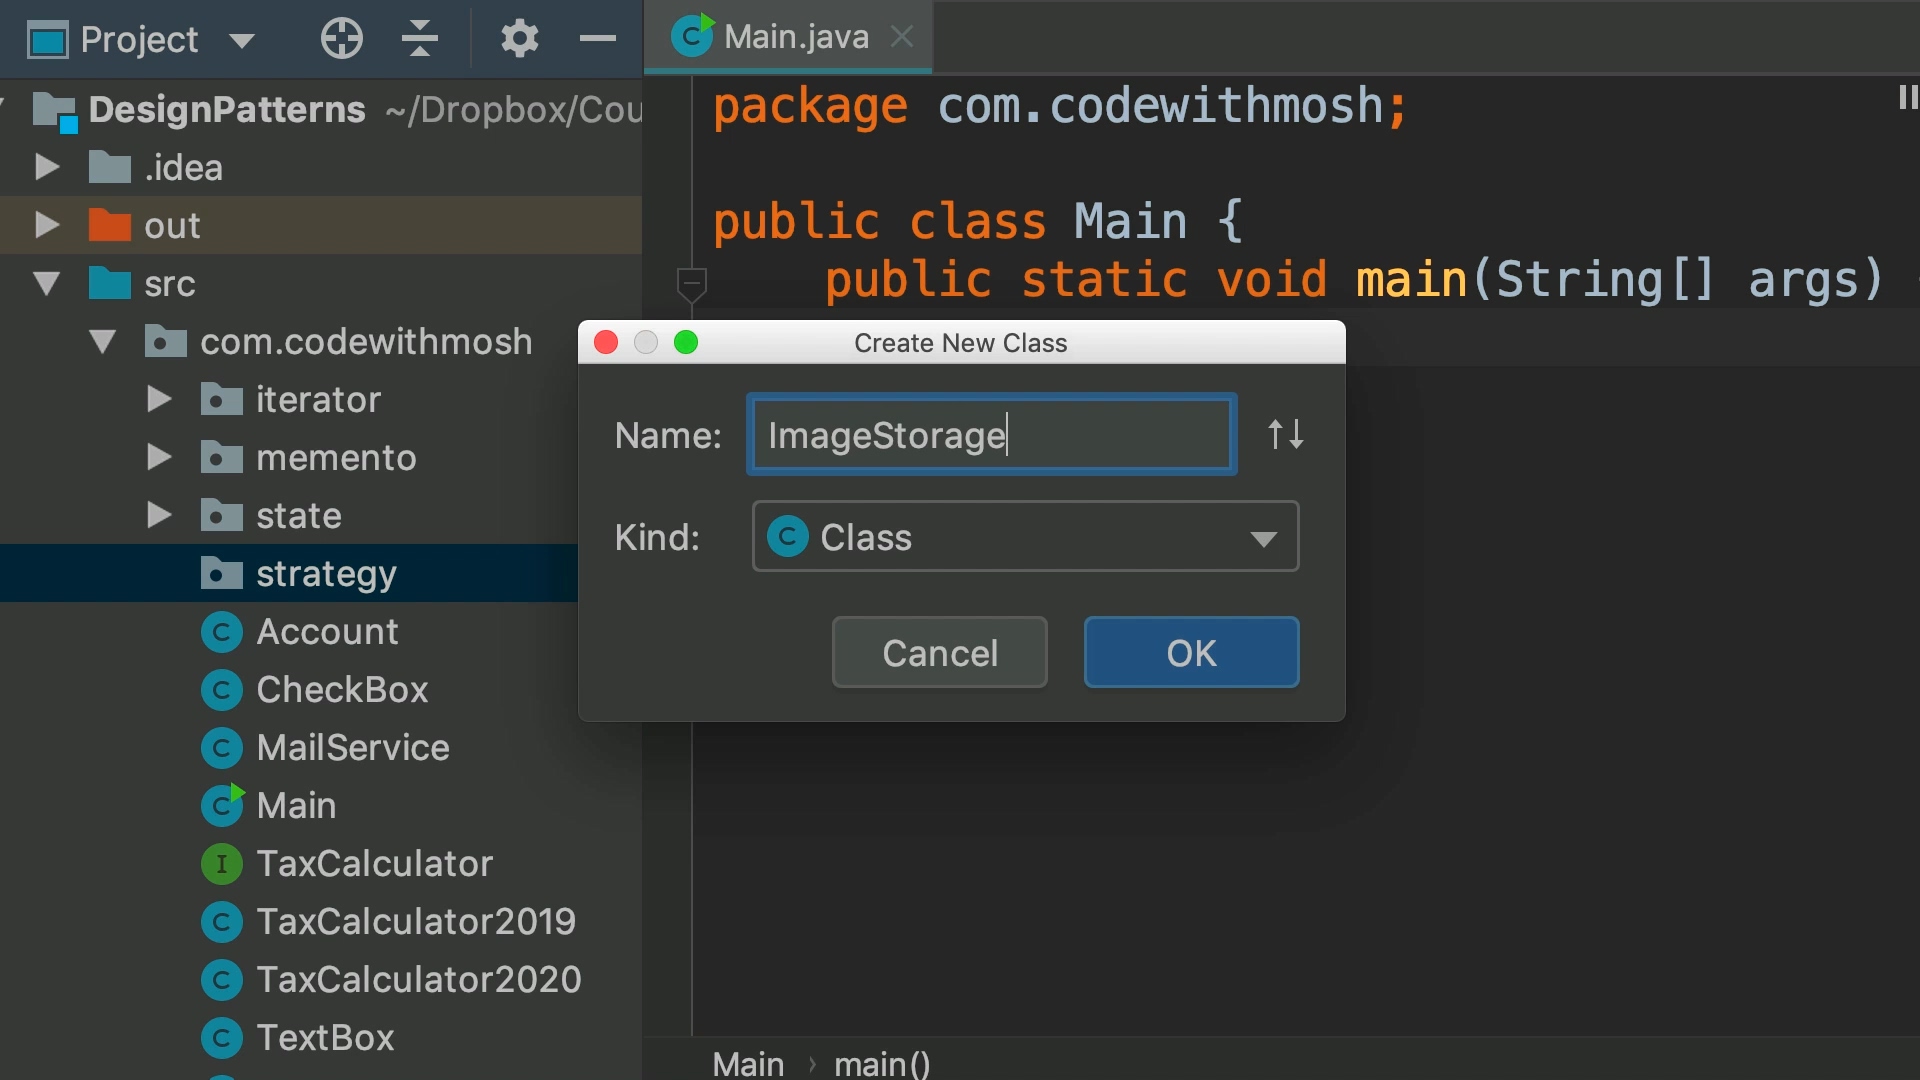 Project
Main.java
DesignPatterns ~/Dropbox/Cou
.idea
out
src
com.codewithmosh
iterator
memento
state
strategy
Account
CheckBox
MailService
Main
TaxCalculator
TaxCalculator2019
TaxCalculator2020
TextBox
package com.codewithmosh;
public class Main {
public static void main(String[] args)
Create New Class
Name: ImageStorage
Kind: C Class
Cancel OK
Main › main()